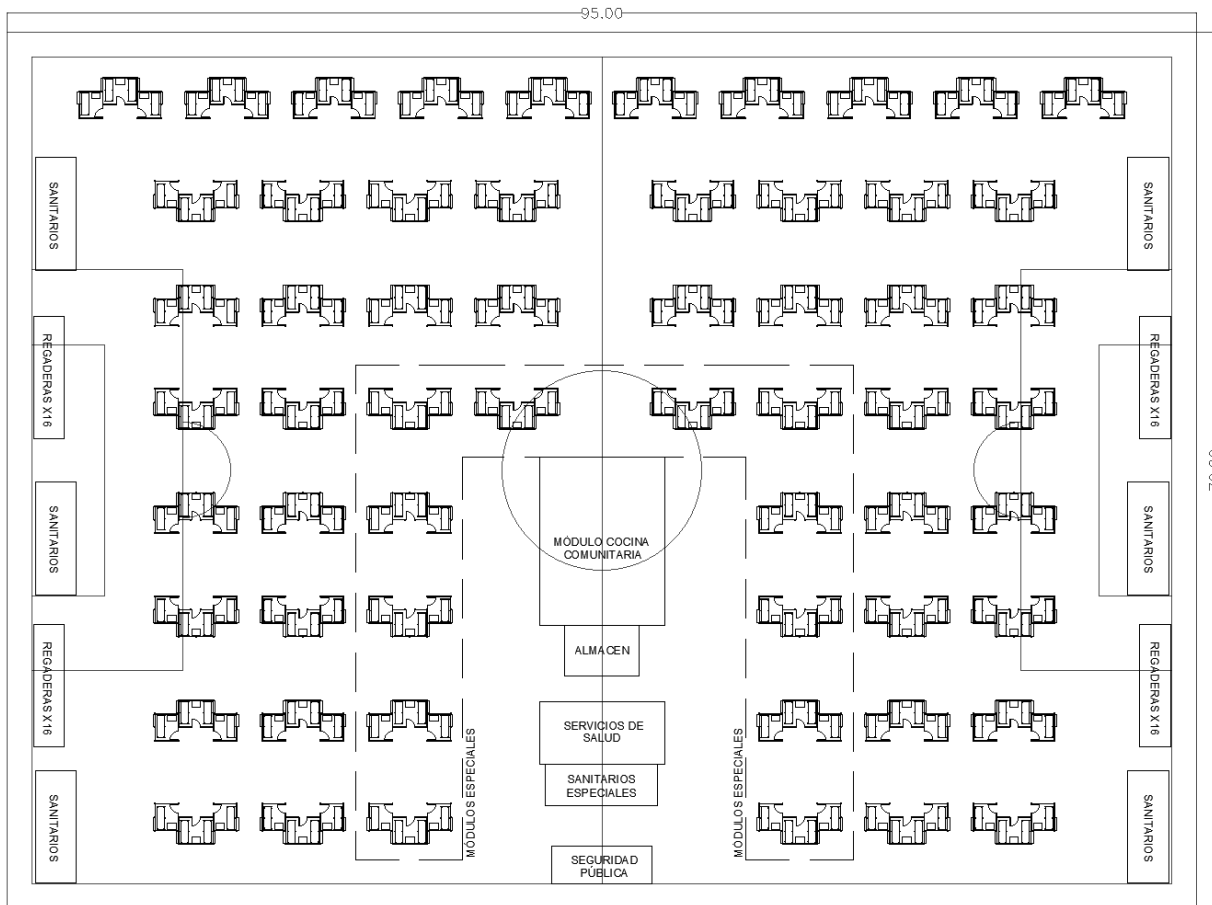 95.00
SANITARIOS
SANITARIOS
REGADERAS X16
REGADERAS X16
SANITARIOS
SANITARIOS
MÓDULO COCINA
COMUNITARIA
REGADERAS X16
ALMACEN
REGADERAS X16
SERVICIOS DE
SALUD
MÓDULOS ESPECIALES
MÓDULOS ESPECIALES
SANITARIOS
ESPECIALES
SANITARIOS
SANITARIOS
SEGURIDAD
PÚBLICA